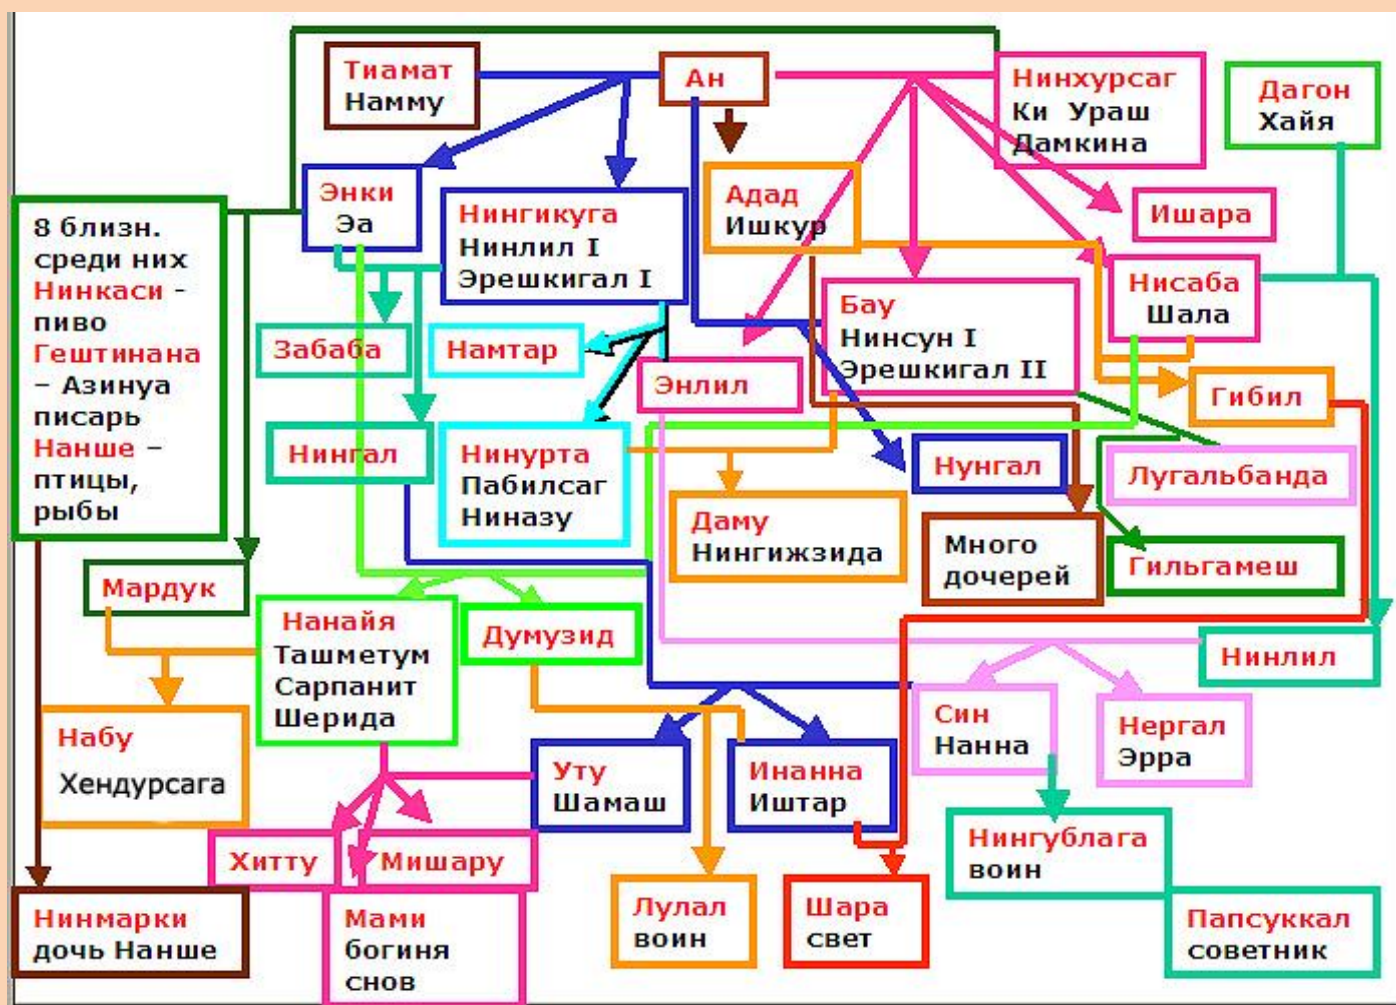 Тиамат
Намму
Ан
Нинхурсаг
Ки Ураш
Дамкина
Дагон
Хайя
Энки
Эа
Нингикуга
Нинлил I
Эрешкигал I
Адад
Ишкур
Ишара
8 близн.
среди них
Нинкаси -
пиво
Гештинана
– Азинуа
писарь
Нанше –
птицы,
рыбы
Нисаба
Шала
Бау
Нинсун I
Эрешкигал II
Забаба
Намтар
Энлил
Гибил
Нингал
Нинурта
Пабилсаг
Ниназу
Нунгал
Лугальбанда
Даму
Нингижзида
Много
дочерей
Гильгамеш
Мардук
Нанайя
Ташметум
Сарпанит
Шерида
Думузид
Нинлил
Набу
Хендурсага
Син
Нанна
Нергал
Эрра
Уту
Шамаш
Инанна
Иштар
Хитту
Мишару
Нингублага
воин
Нинмарки
дочь Нанше
Мами
богиня
снов
Лулал
воин
Шара
свет
Папсуккал
советник